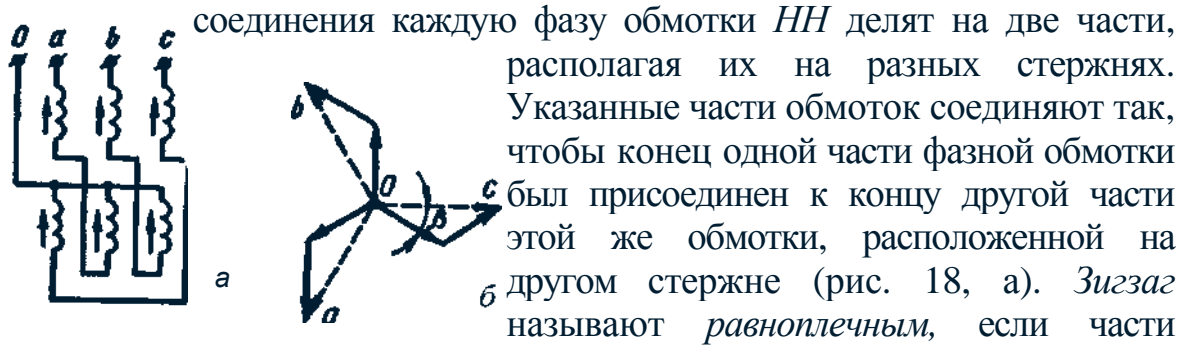 соединения каждую фазу обмотки НН делят на две части,
0 a b c
располагая их на разных стержнях.
Указанные части обмоток соединяют так,
b
чтобы конец одной части фазной обмотки
0 c
был присоединен к концу другой части
β
этой же обмотки, расположенной на
а
б
другом стержне (рис. 18, а). Зигзаг
a
называют равноплечным, если части